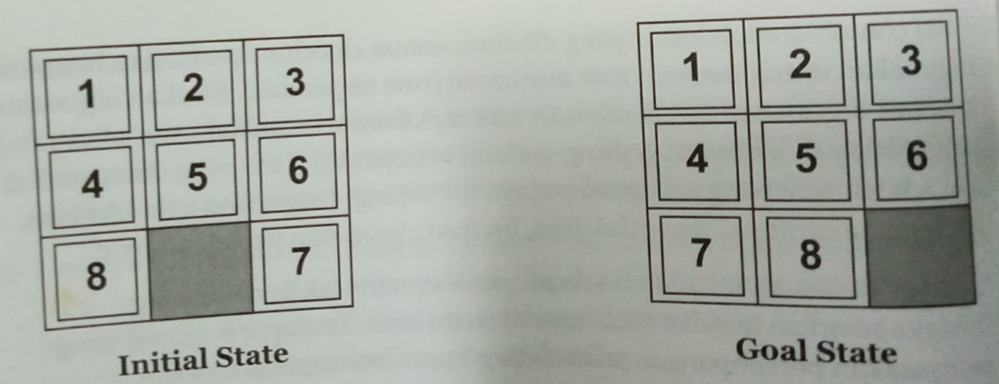 1 2 3
4 5 6
8 7
Initial State
1 2 3
4 5 6
7 8
Goal State